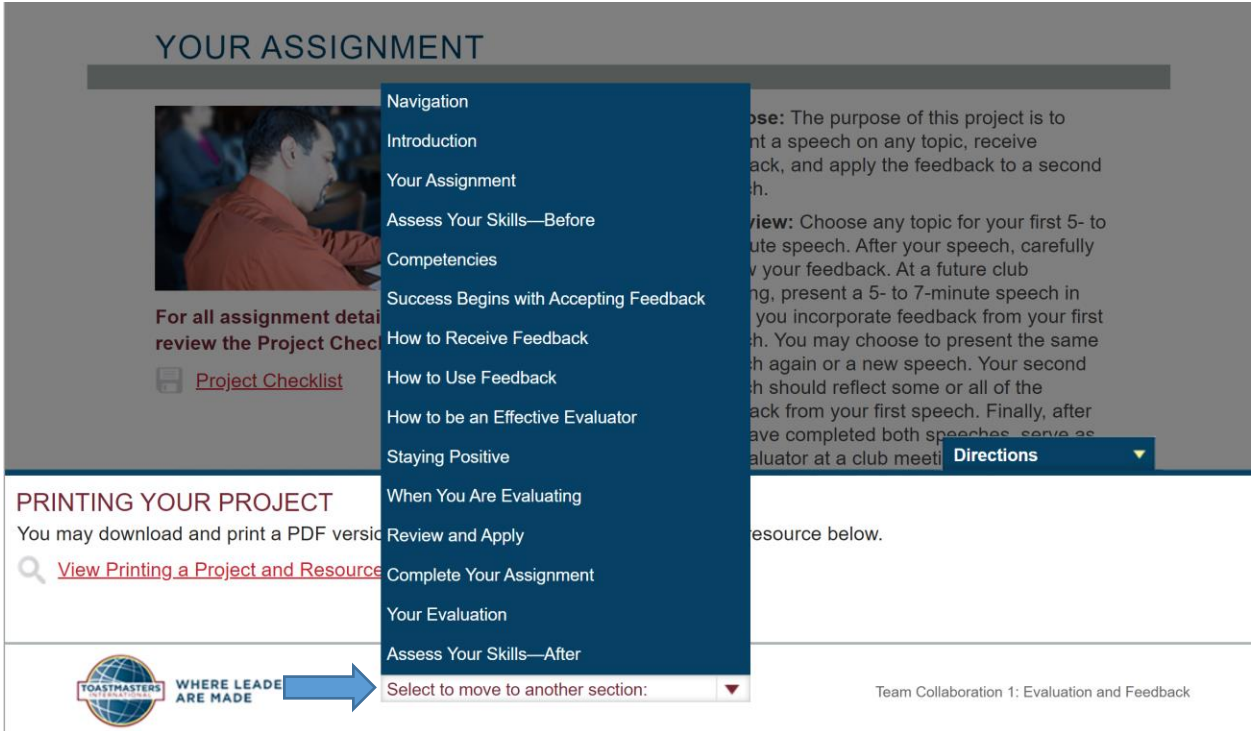 YOUR ASSIGNMENT
For all assignment detai
review the Project Chec
Project Checklist
ose: The purpose of this project is to
nt a speech on any topic, receive
ack, and apply the feedback to a second
h.
view: Choose any topic for your first 5- to
ute speech. After your speech, carefully
your feedback. At a future club
ng, present a 5- to 7-minute speech in
you incorporate feedback from your first
h. You may choose to present the same
h again or a new speech. Your second
h should reflect some or all of the
ack from your first speech. Finally, after
ave completed both speeches, serve as
aluator at a club meeti
Directions
Navigation
Introduction
Your Assignment
Assess Your Skills—Before
Competencies
Success Begins with Accepting Feedback
How to Receive Feedback
How to Use Feedback
How to be an Effective Evaluator
Staying Positive
When You Are Evaluating
Review and Apply
Complete Your Assignment
Your Evaluation
Assess Your Skills—After
Select to move to another section:
PRINTING YOUR PROJECT
You may download and print a PDF versio
esource below.
View Printing a Project and Resource
TOASTMASTERS
INTERNATIONAL
WHERE LEADE
ARE MADE
Team Collaboration 1: Evaluation and Feedback